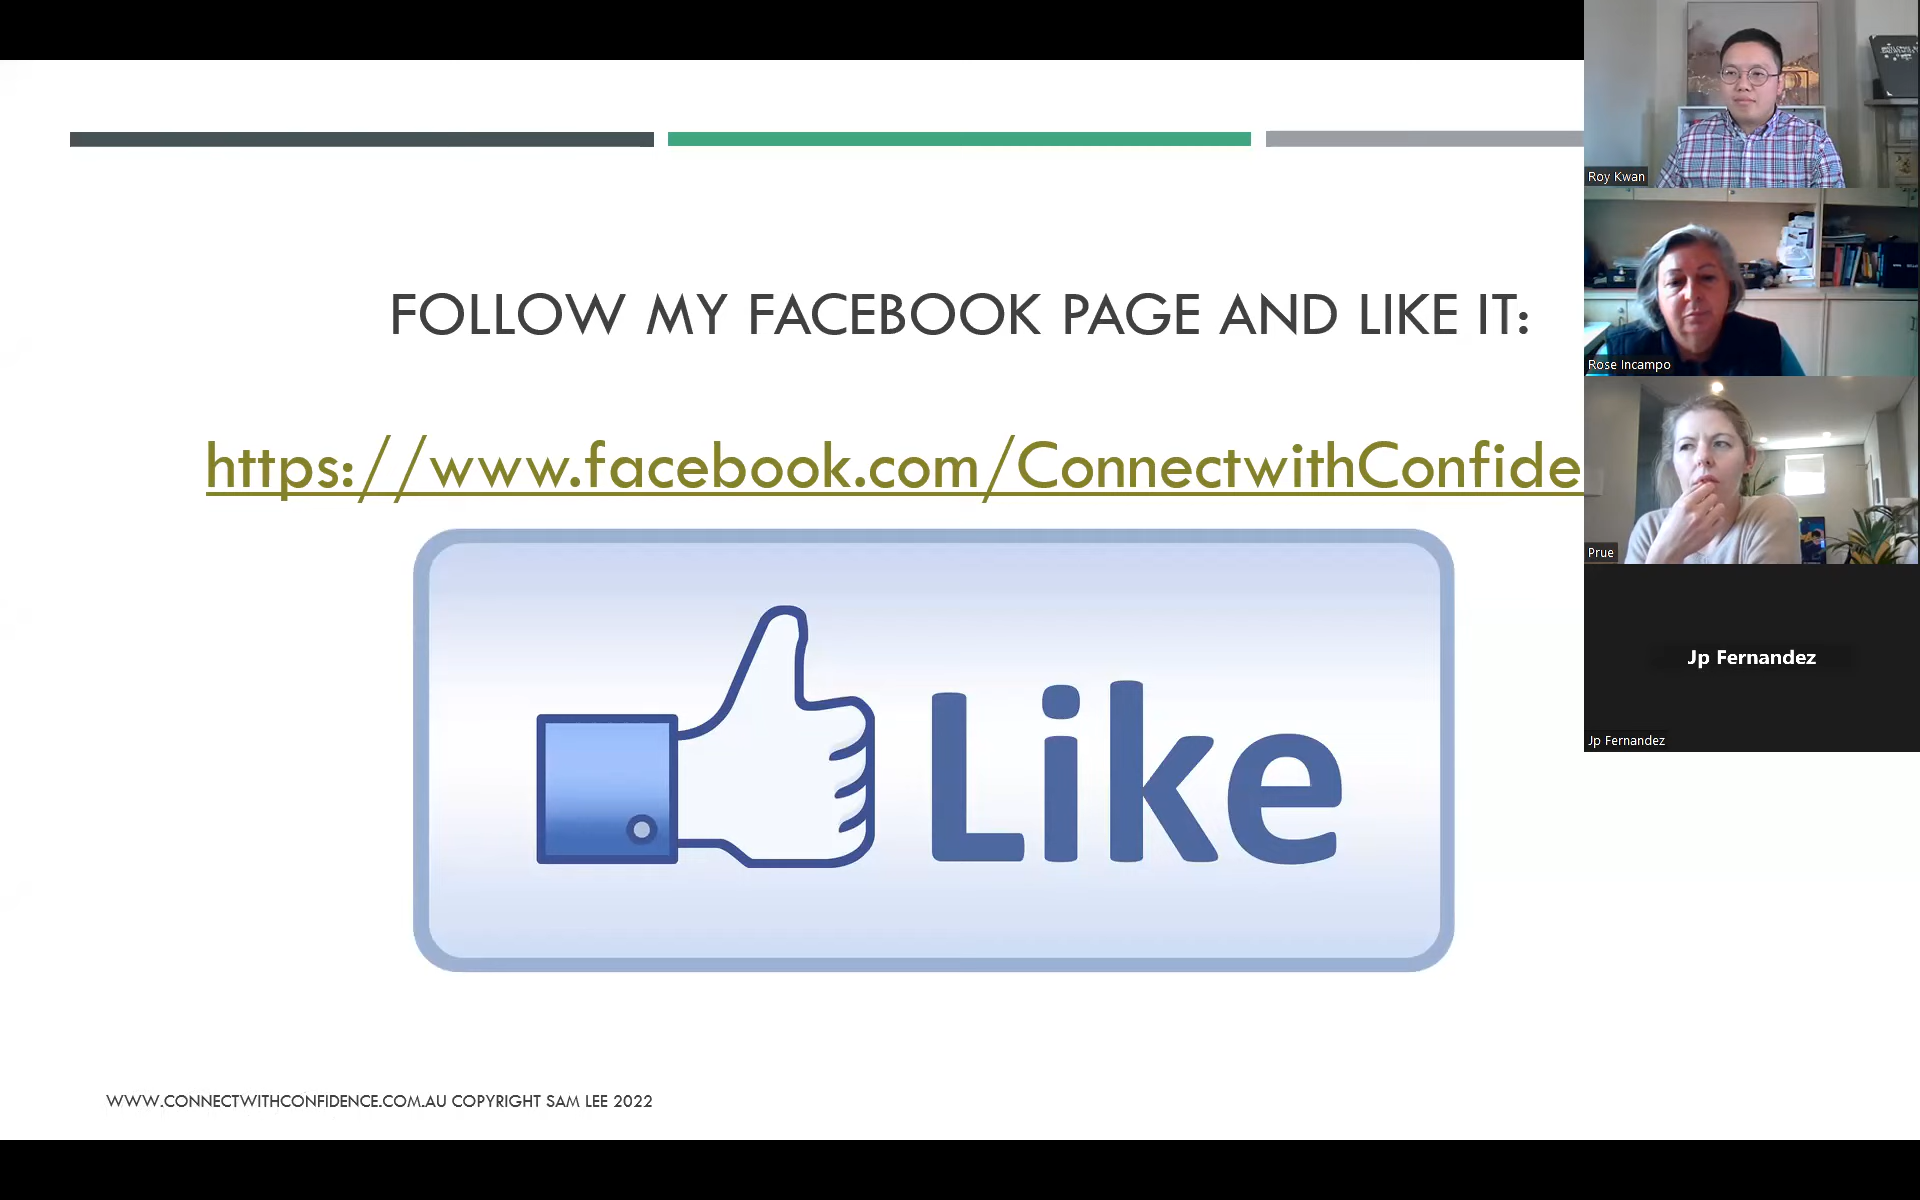 FOLLOW MY FACEBOOK PAGE AND LIKE IT:
https://www.facebook.com/ConnectwithConfide
Like
WWW.CONNECTWITHCONFIDENCE.COM.AU COPYRIGHT SAM LEE 2022
Roy Kwan
Rose Incampo
Prue
Jp Fernandez
Jp Fernandez